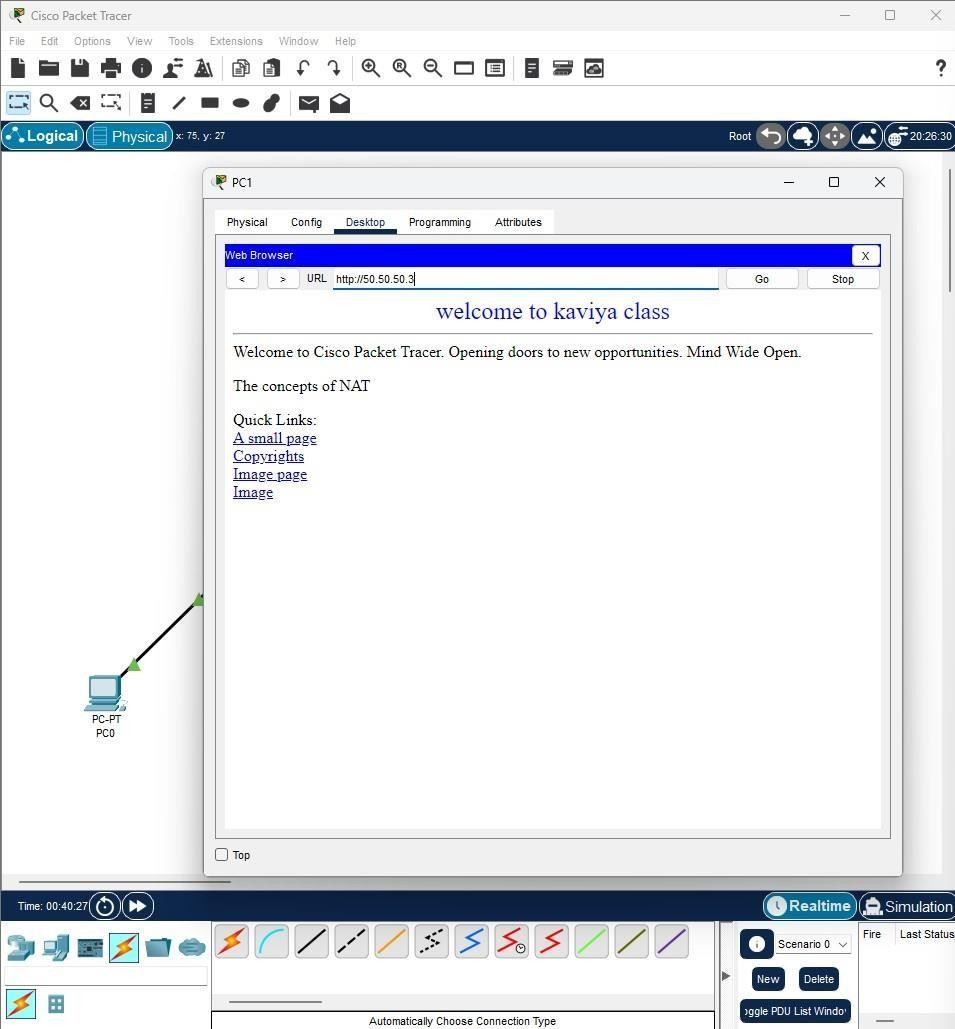 Cisco Packet Tracer
File Edit Options View Tools Extensions Window Help
?
Logical Physical x: 75, y: 27 Root 20:26:30
PC1
Physical Config Desktop Programming Attributes
Web Browser X
< > URL http://50.50.50.3 Go Stop
welcome to kaviya class
Welcome to Cisco Packet Tracer. Opening doors to new opportunities. Mind Wide Open.
The concepts of NAT
Quick Links:
A small page
Copyrights
Image page
Image
PC-PT
PC0
Top
Time: 00:40:27 Realtime Simulation
Scenario 0 Fire Last Status
New Delete
oggle PDU List Windo
Automatically Choose Connection Type